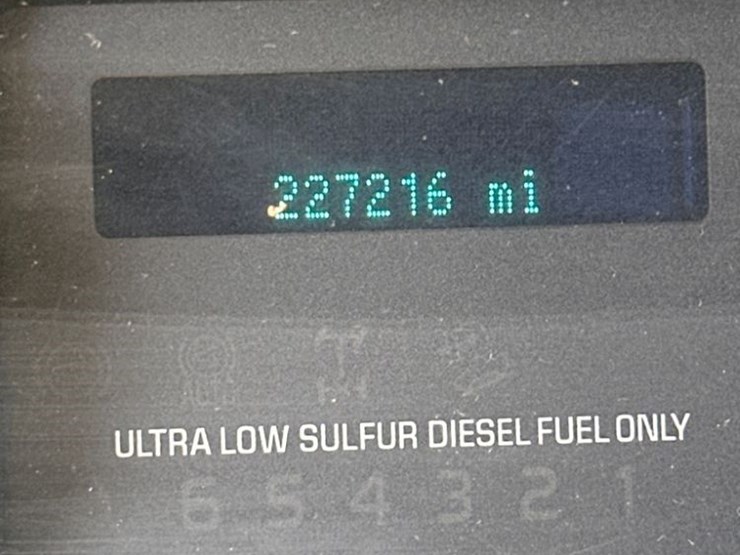 227216 mi
ULTRA LOW SULFUR DIESEL FUEL ONLY
6 5 4 3 2 1